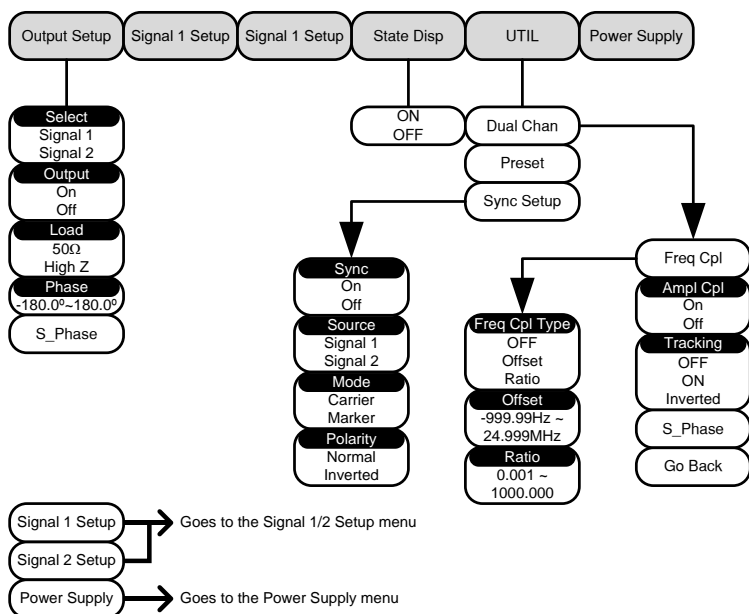 Output Setup
Signal 1 Setup
Signal 1 Setup
State Disp
UTIL
Power Supply
Select
Signal 1
Signal 2
Output
On
Off
Load
50Ω
High Z
Phase
-180.0º~180.0º
S_Phase
ON
OFF
Dual Chan
Preset
Sync Setup
Sync
On
Off
Source
Signal 1
Signal 2
Mode
Carrier
Marker
Polarity
Normal
Inverted
Freq Cpl Type
OFF
Offset
Ratio
Offset
-999.99Hz ~
24.999MHz
Ratio
0.001 ~
1000.000
Freq Cpl
Ampl Cpl
On
Off
Tracking
OFF
ON
Inverted
S_Phase
Go Back
Signal 1 Setup
Signal 2 Setup
Goes to the Signal 1/2 Setup menu
Power Supply
Goes to the Power Supply menu